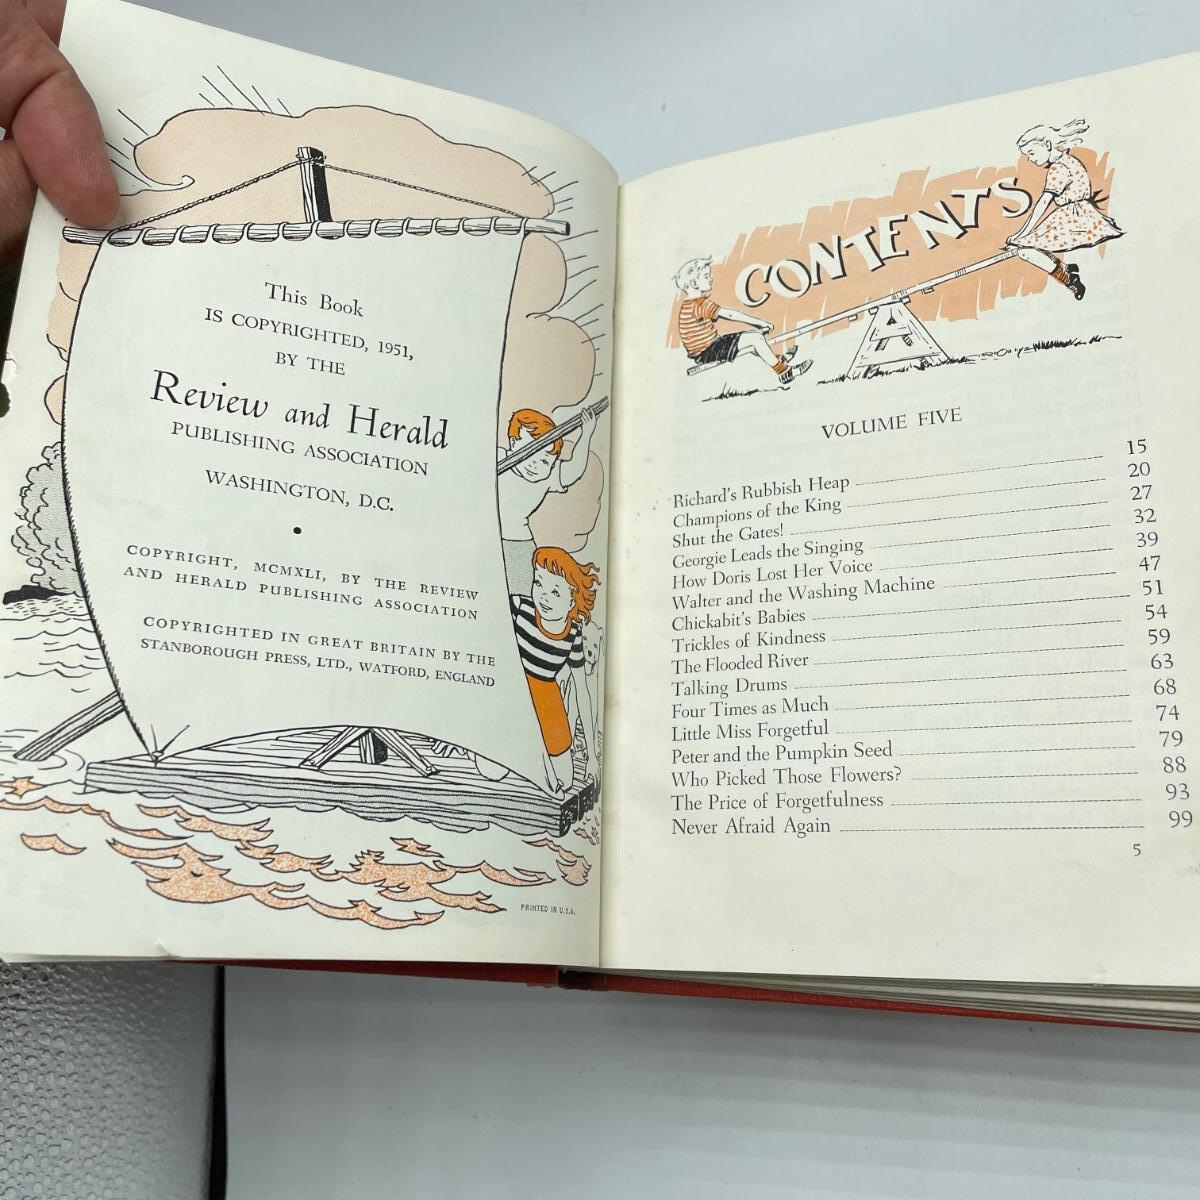 This Book
IS COPYRIGHTED, 1951,
BY THE
Review and Herald
PUBLISHING ASSOCIATION
WASHINGTON, D.C.
•
COPYRIGHT, MCMXLI, BY THE REVIEW
AND HERALD PUBLISHING ASSOCIATION
COPYRIGHTED IN GREAT BRITAIN BY THE
STANBOROUGH PRESS, LTD., WATFORD, ENGLAND
PRINTED IN U.S.A.
CONTENTS
VOLUME FIVE
Richard's Rubbish Heap 15
Champions of the King 20
Shut the Gates! 27
Georgie Leads the Singing 32
How Doris Lost Her Voice 39
Walter and the Washing Machine 47
Chickabit's Babies 51
Trickles of Kindness 54
The Flooded River 59
Talking Drums 63
Four Times as Much 68
Little Miss Forgetful 74
Peter and the Pumpkin Seed 79
Who Picked Those Flowers? 88
The Price of Forgetfulness 93
Never Afraid Again 99
5